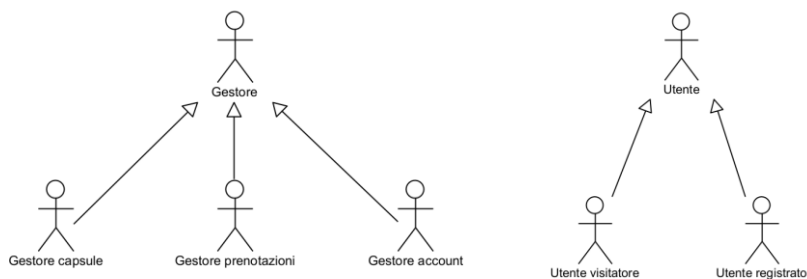 Gestore
Utente
Gestore capsule
Gestore prenotazioni
Gestore account
Utente visitatore
Utente registrato